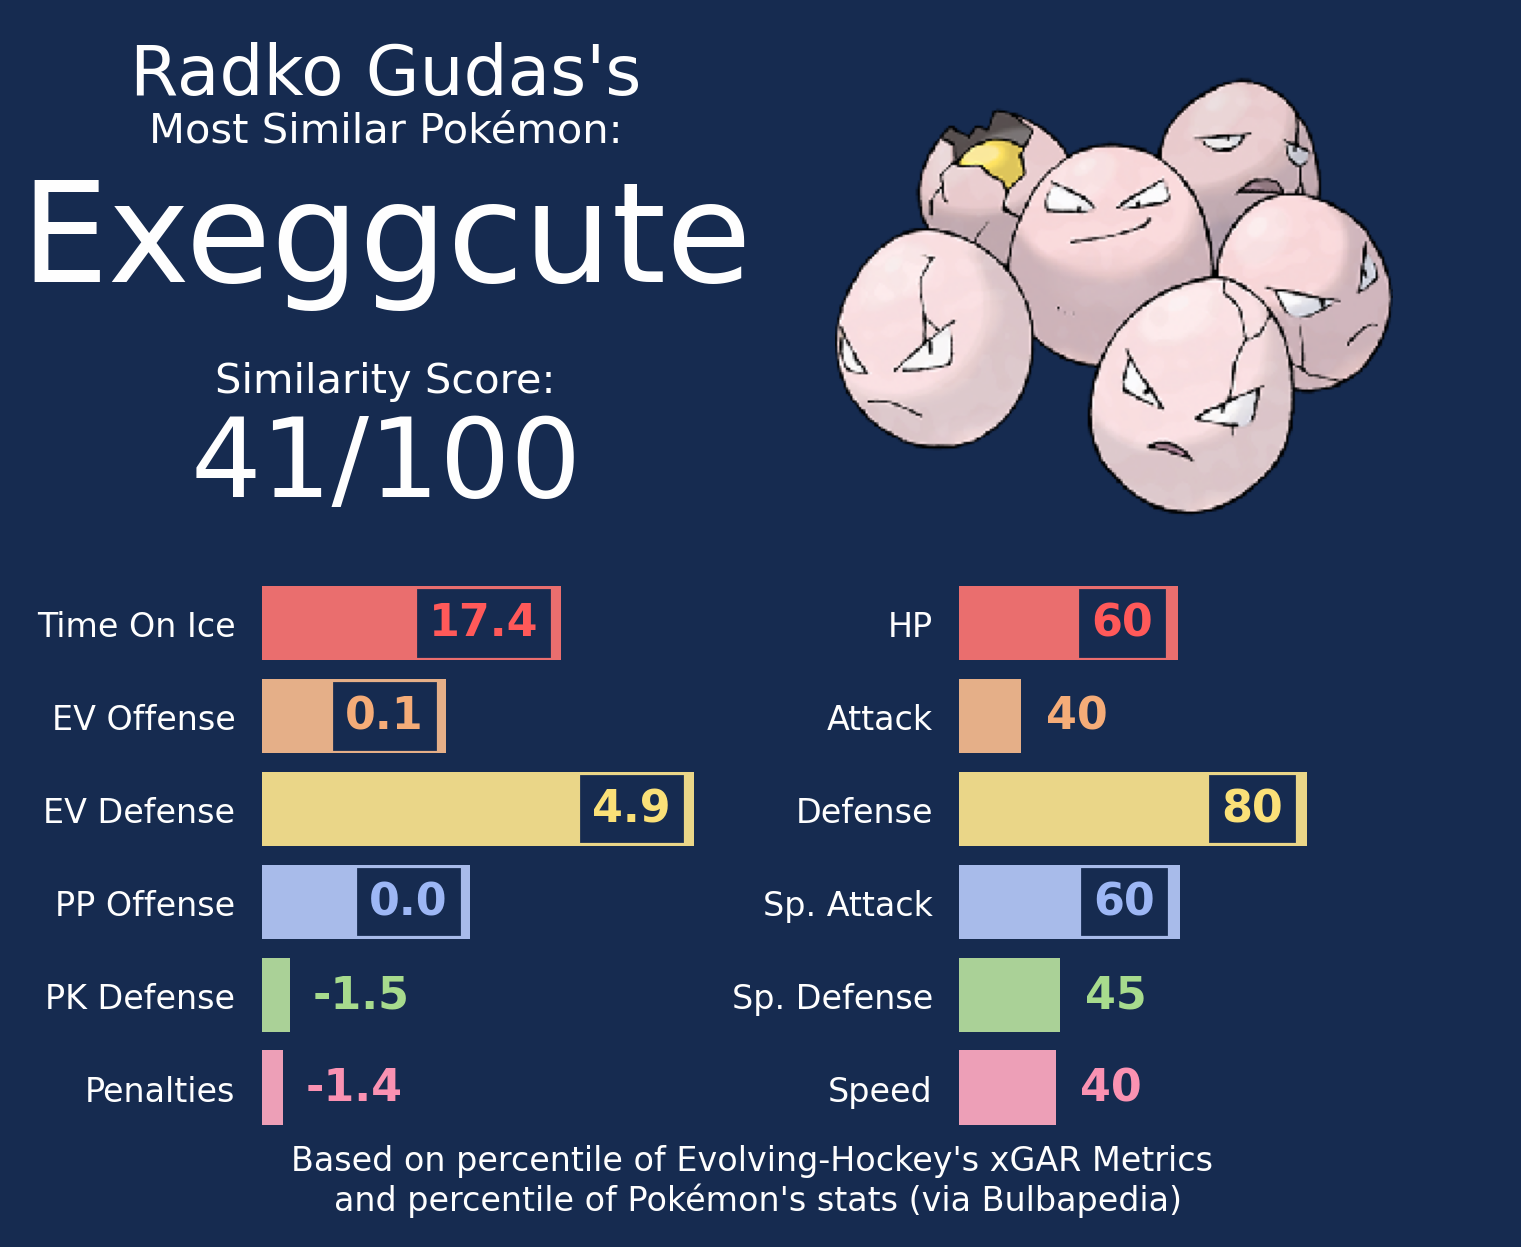 Radko Gudas's
Most Similar Pokémon:
Exeggcute
Similarity Score:
41/100
Time On Ice 17.4
EV Offense 0.1
EV Defense 4.9
PP Offense 0.0
PK Defense -1.5
Penalties -1.4
HP 60
Attack 40
Defense 80
Sp. Attack 60
Sp. Defense 45
Speed 40
Based on percentile of Evolving-Hockey's xGAR Metrics
and percentile of Pokémon's stats (via Bulbapedia)